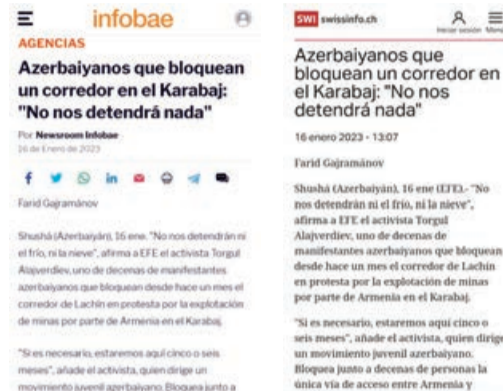 infobae
AGENCIAS
Azerbaiyanos que bloquean
un corredor en el Karabaj:
"No nos detendrá nada"
Por Newsroom Infobae
16 de Enero de 2023
Farid Gajramánov
Shushá (Azerbaiyán), 16 ene. "No nos detendrán ni
el frío, ni la nieve", afirma a EFE el activista Torgul
Alajverdíev, uno de decenas de manifestantes
azerbaiyanos que bloquean desde hace un mes el
corredor de Lachín en protesta por la explotación
de minas por parte de Armenia en el Karabaj.
"Si es necesario, estaremos aquí cinco o seis
meses", añade el activista, quien dirige un
movimiento juvenil azerbaiyano. Bloquea junto a
SWI swissinfo.ch
Iniciar sesión Menú
Azerbaiyanos que
bloquean un corredor en
el Karabaj: "No nos
detendrá nada"
16 enero 2023 - 13:07
Farid Gajramánov
Shushá (Azerbaiyán), 16 ene (EFE).- "No
nos detendrán ni el frío, ni la nieve",
afirma a EFE el activista Torgul
Alajverdíev, uno de decenas de
manifestantes azerbaiyanos que bloquean
desde hace un mes el corredor de Lachín
en protesta por la explotación de minas
por parte de Armenia en el Karabaj.
"Si es necesario, estaremos aquí cinco o
seis meses", añade el activista, quien dirige
un movimiento juvenil azerbaiyano.
Bloquea junto a decenas de personas la
única vía de acceso entre Armenia y